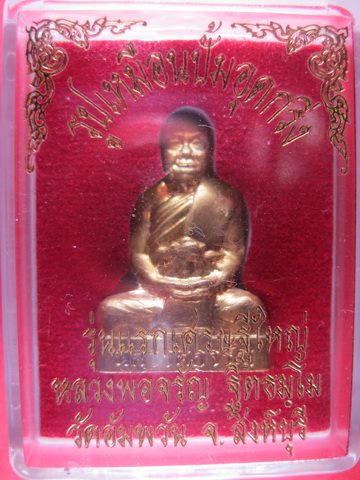 รูปเหมือนปั๊มอุดกริ่ง
รุ่นแรกเศรษฐีใหญ่
หลวงพ่อจรัญ ฐิตธมฺโม
วัดอัมพวัน จ. สิงห์บุรี